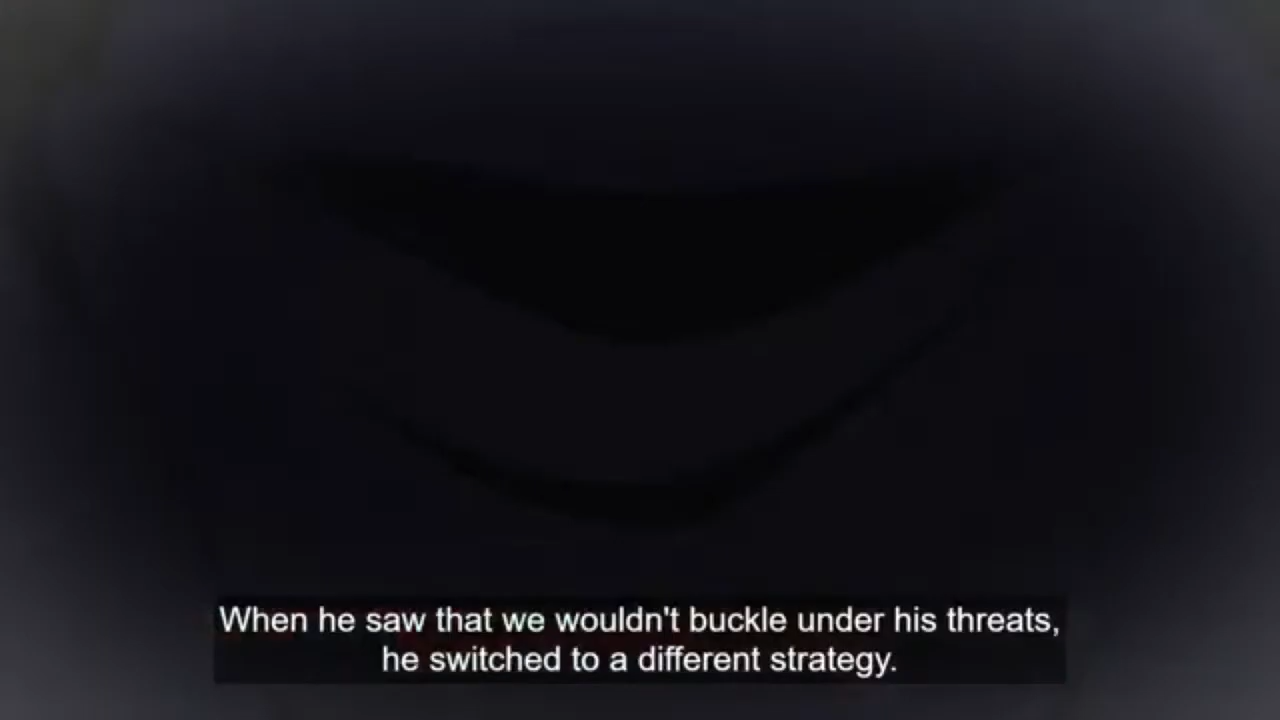 When he saw that we wouldn't buckle under his threats,
he switched to a different strategy.